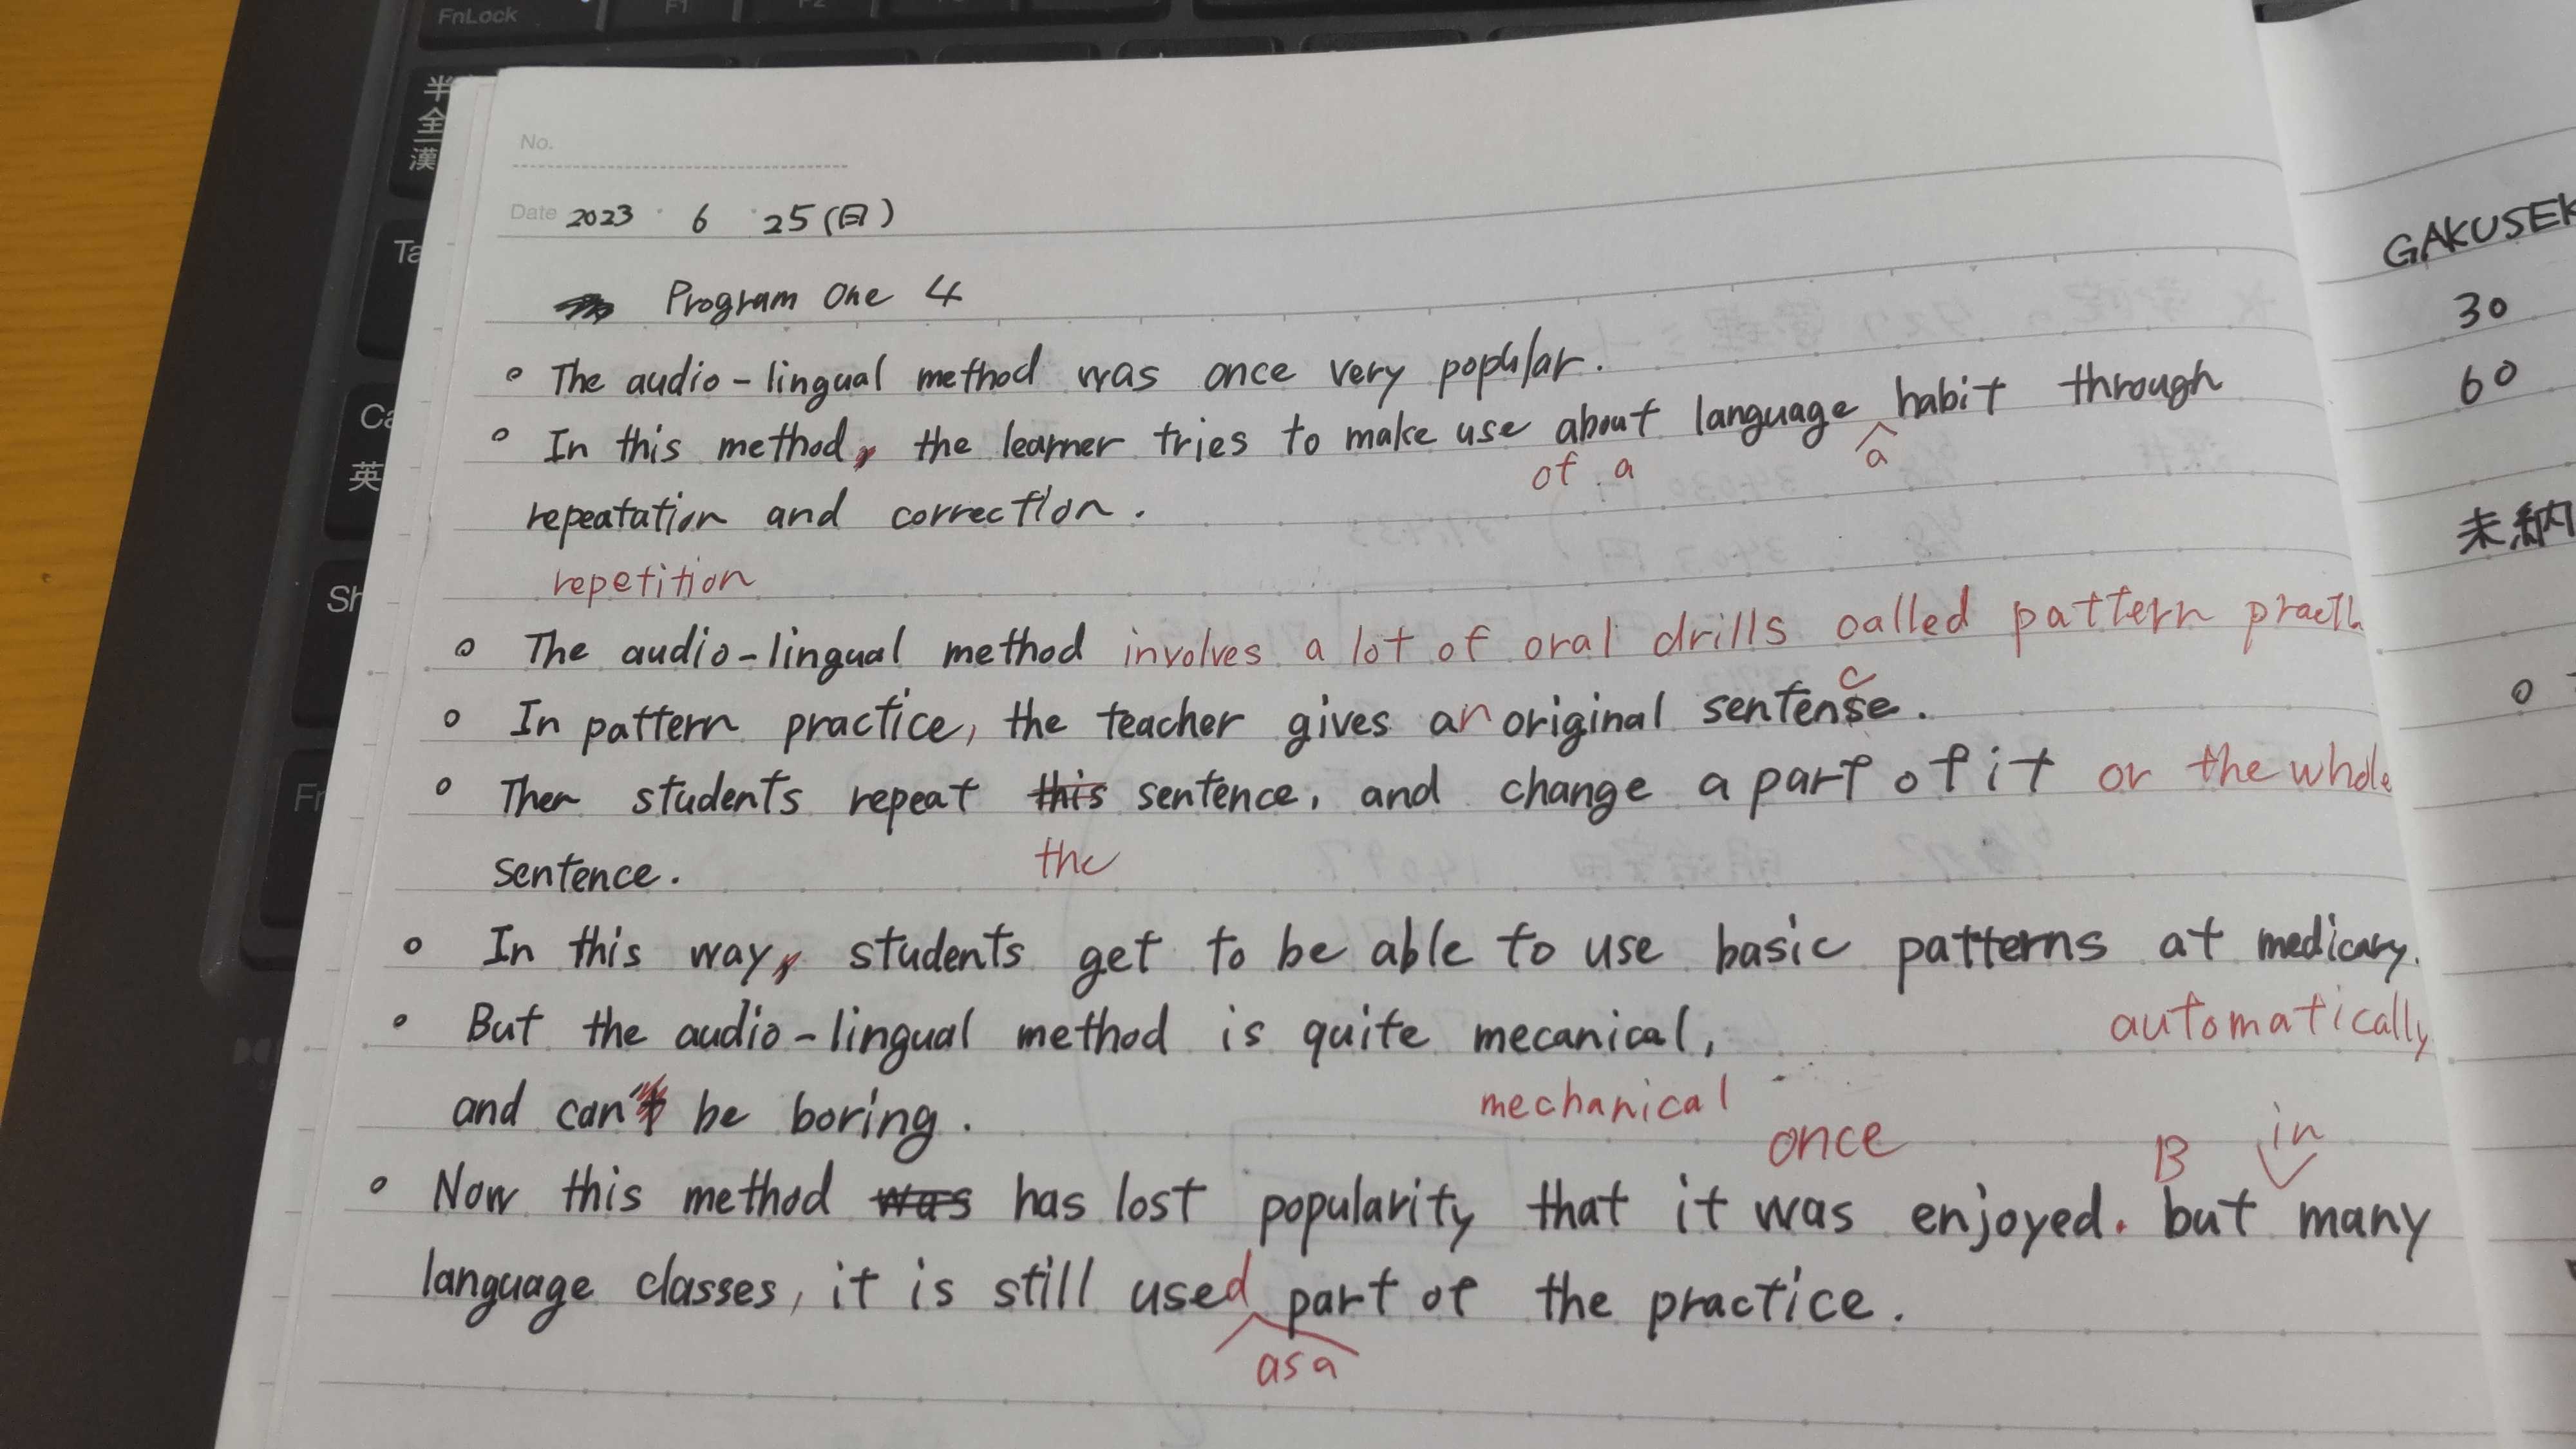 FnLock
F1
F2
半
全
漢
英
No.
Date 2023 6 25(日)
Program One 4
GAKUSEK
30
60
未納
◦ The audio-lingual method was once very popular.
◦ In this method, the learner tries to make use about language habit through
of a a
repeatation and correction.
repetition
◦ The audio-lingual method involves a lot of oral drills called pattern
c
◦ In pattern practice, the teacher gives an original sentense.
◦ Then students repeat this sentence, and change a part of it or the whole
sentence. the
◦ In this way, students get to be able to use basic patterns at medicary.
automatically
◦ But the audio-lingual method is quite mecanical,
mechanical
and can't be boring.
once B in
◦ Now this method was has lost popularity that it was enjoyed. but many
language classes, it is still used part of the practice.
as a